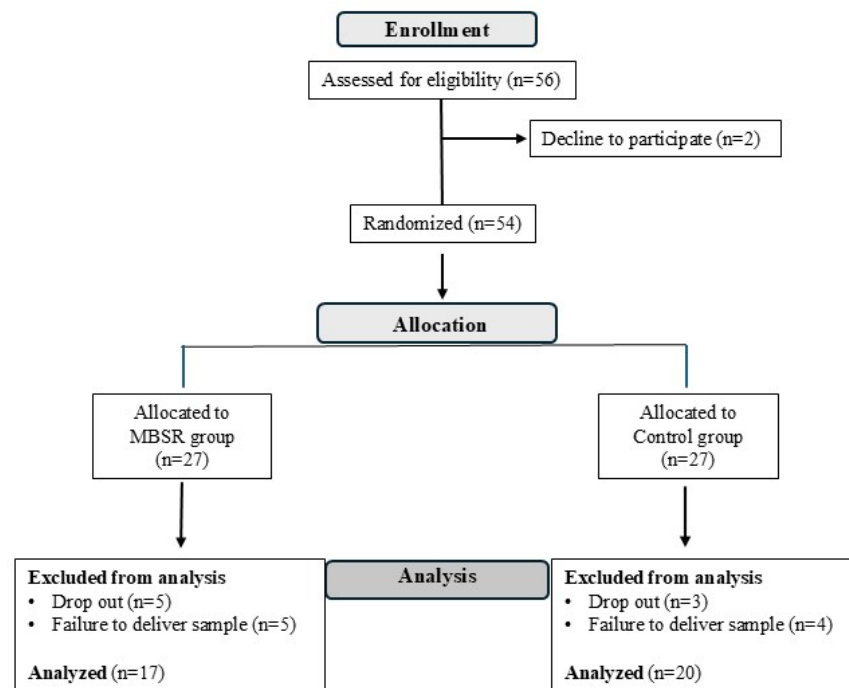 Enrollment
Assessed for eligibility (n=56)
Decline to participate (n=2)
Randomized (n=54)
Allocation
Allocated to
MBSR group
(n=27)
Allocated to
Control group
(n=27)
Excluded from analysis
• Drop out (n=5)
• Failure to deliver sample (n=5)
Analyzed (n=17)
Analysis
Excluded from analysis
• Drop out (n=3)
• Failure to deliver sample (n=4)
Analyzed (n=20)